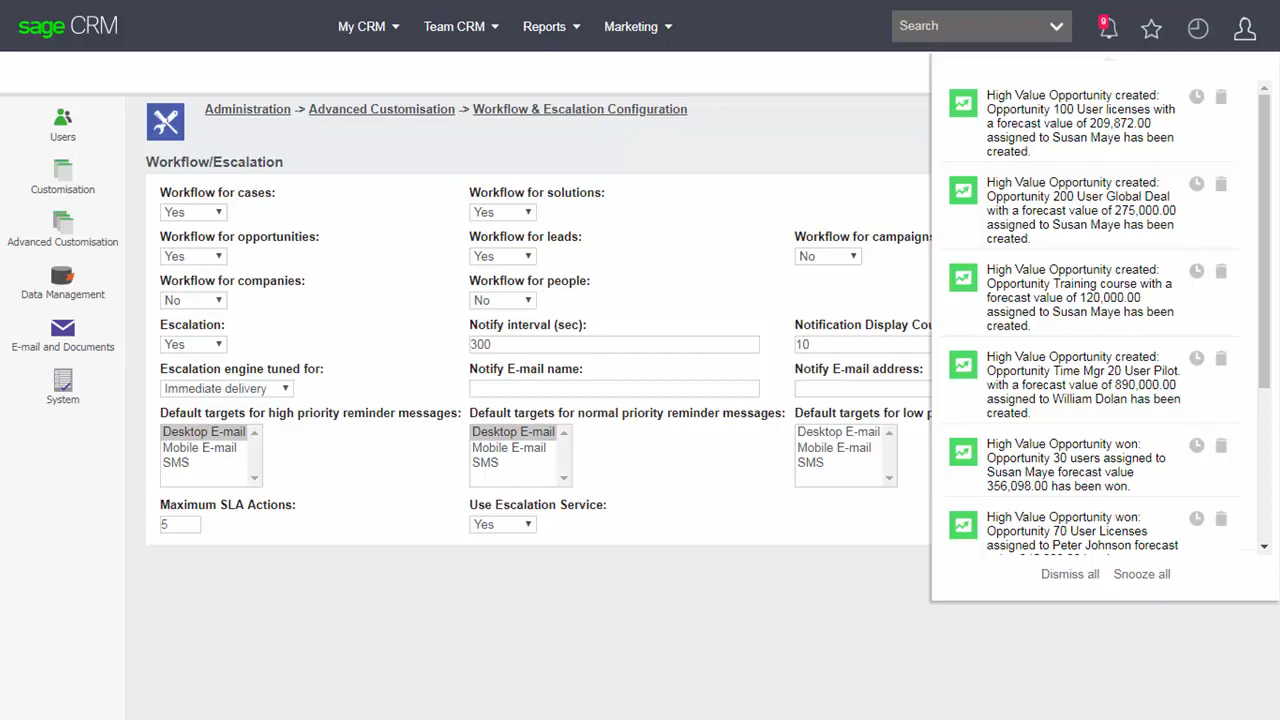 sage CRM
My CRM
Team CRM
Reports
Marketing
Search
9
Administration -> Advanced Customisation -> Workflow & Escalation Configuration
Users
Customisation
Advanced Customisation
Data Management
E-mail and Documents
System
Workflow/Escalation
Workflow for cases:
Yes
Workflow for solutions:
Yes
Workflow for opportunities:
Yes
Workflow for leads:
Yes
Workflow for campaigns
No
Workflow for companies:
No
Workflow for people:
No
Escalation:
Yes
Notify interval (sec):
300
Notification Display Cou
10
Escalation engine tuned for:
Immediate delivery
Notify E-mail name:
Notify E-mail address:
Default targets for high priority reminder messages:
Desktop E-mail
Mobile E-mail
SMS
Default targets for normal priority reminder messages:
Desktop E-mail
Mobile E-mail
SMS
Default targets for low p
Desktop E-mail
Mobile E-mail
SMS
Maximum SLA Actions:
5
Use Escalation Service:
Yes
High Value Opportunity created:
Opportunity 100 User licenses with
a forecast value of 209,872.00
assigned to Susan Maye has been
created.
High Value Opportunity created:
Opportunity 200 User Global Deal
with a forecast value of 275,000.00
assigned to Susan Maye has been
created.
High Value Opportunity created:
Opportunity Training course with a
forecast value of 120,000.00
assigned to Susan Maye has been
created.
High Value Opportunity created:
Opportunity Time Mgr 20 User Pilot.
with a forecast value of 890,000.00
assigned to William Dolan has been
created.
High Value Opportunity won:
Opportunity 30 users assigned to
Susan Maye forecast value
356,098.00 has been won.
High Value Opportunity won:
Opportunity 70 User Licenses
assigned to Peter Johnson forecast
Dismiss all
Snooze all